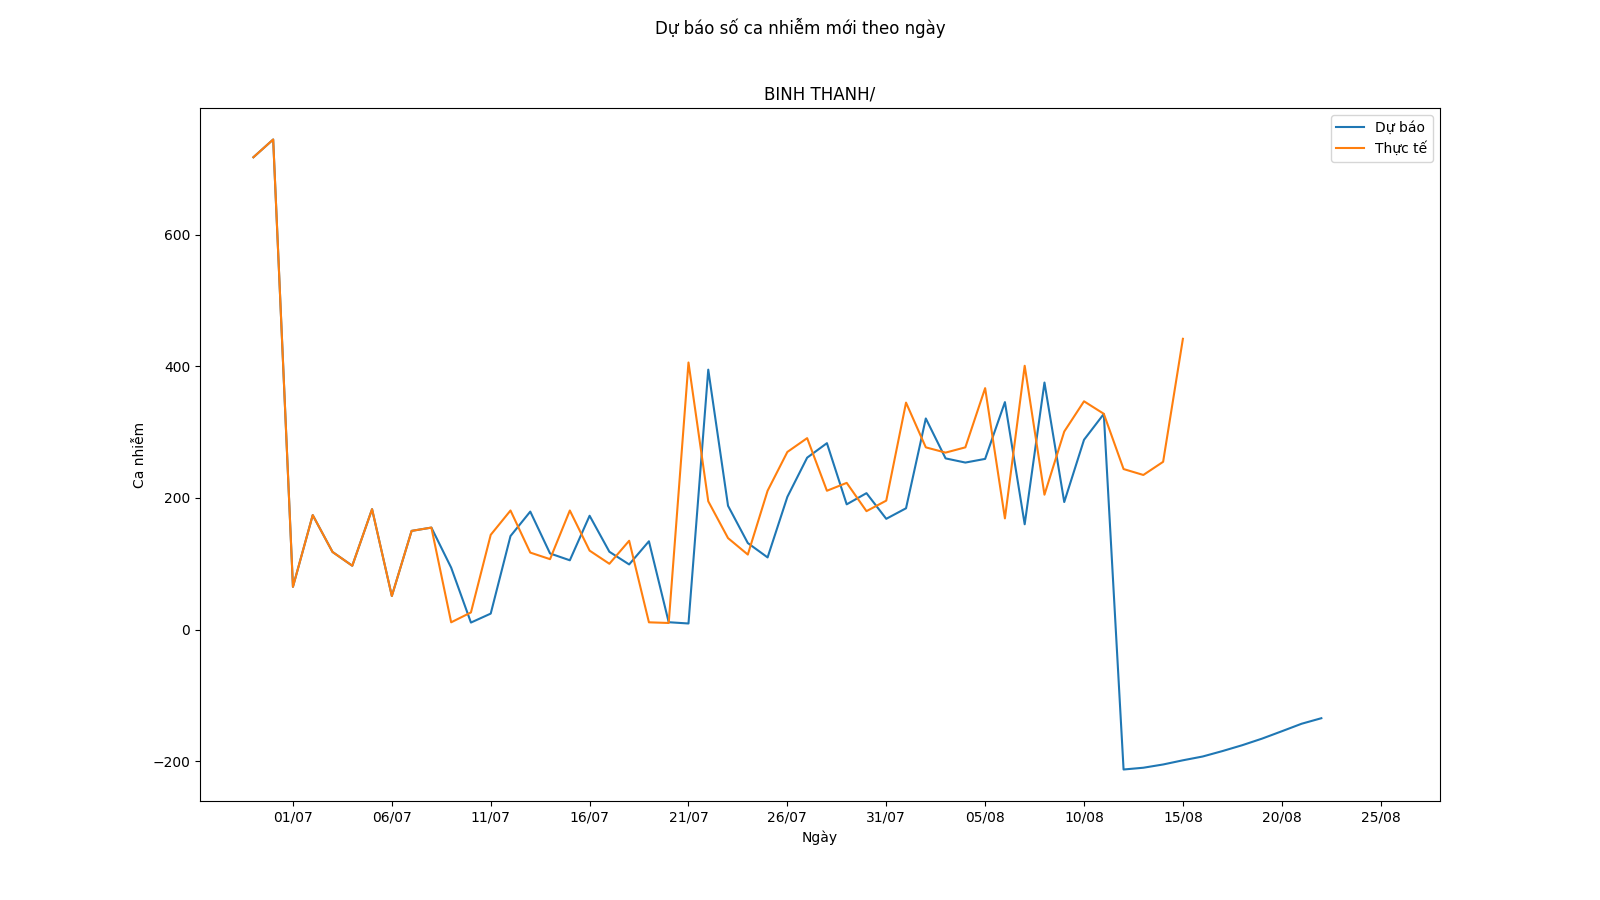 Dự báo số ca nhiễm mới theo ngày
BINH THANH/
Dự báo
Thực tế
600
400
200
0
−200
Ca nhiễm
01/07 06/07 11/07 16/07 21/07 26/07 31/07 05/08 10/08 15/08 20/08 25/08
Ngày